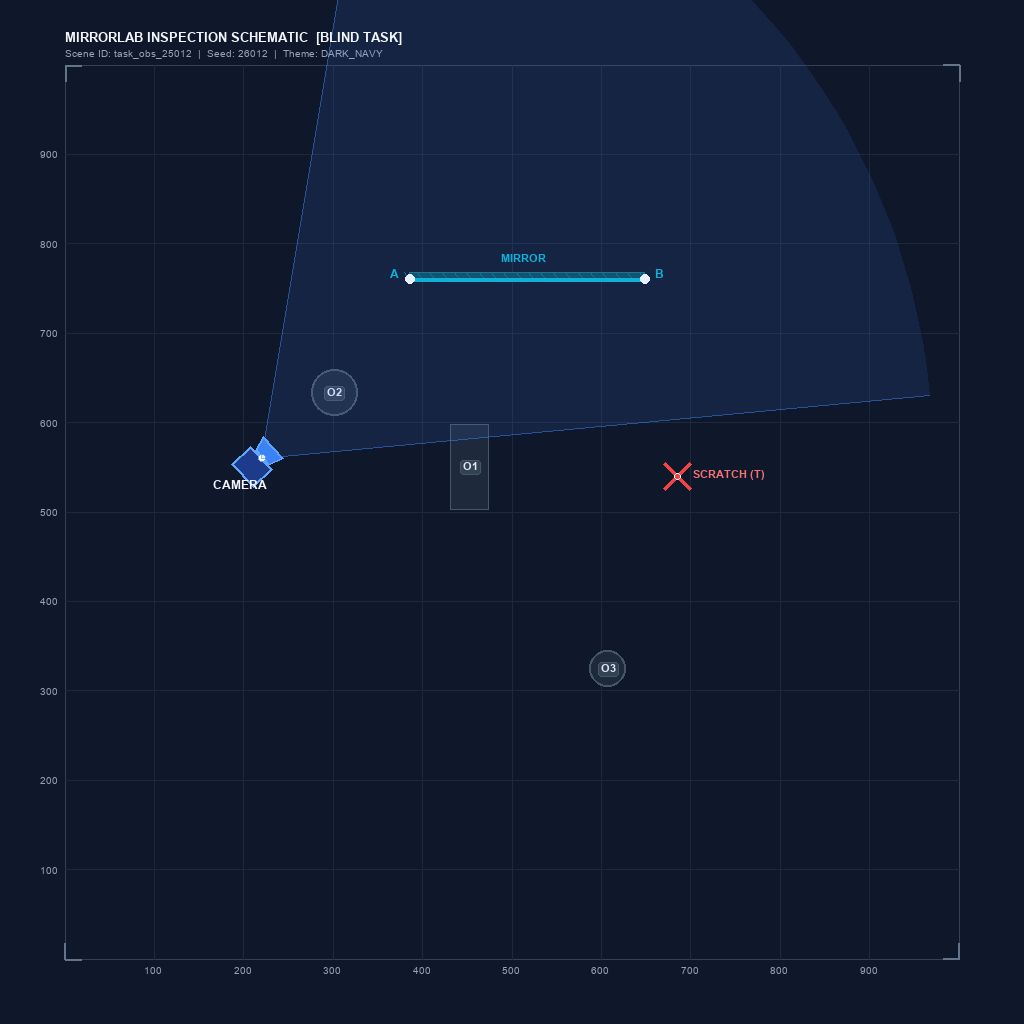 MIRRORLAB INSPECTION SCHEMATIC [BLIND TASK]
Scene ID: task_obs_25012 | Seed: 26012 | Theme: DARK_NAVY
900
800
MIRROR
A
B
700
O2
600
O1
SCRATCH (T)
CAMERA
500
400
O3
300
200
100
100 200 300 400 500 600 700 800 900